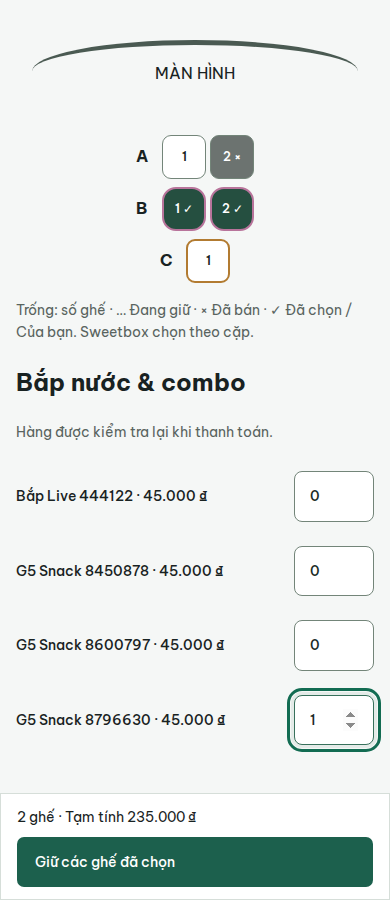 MÀN HÌNH
A 1 2 ×
B 1 ✓ 2 ✓
C 1
Trống: số ghế · … Đang giữ · × Đã bán · ✓ Đã chọn /
Của bạn. Sweetbox chọn theo cặp.
Bắp nước & combo
Hàng được kiểm tra lại khi thanh toán.
Bắp Live 444122 · 45.000 ₫ 0
G5 Snack 8450878 · 45.000 ₫ 0
G5 Snack 8600797 · 45.000 ₫ 0
G5 Snack 8796630 · 45.000 ₫ 1
2 ghế · Tạm tính 235.000 ₫
Giữ các ghế đã chọn